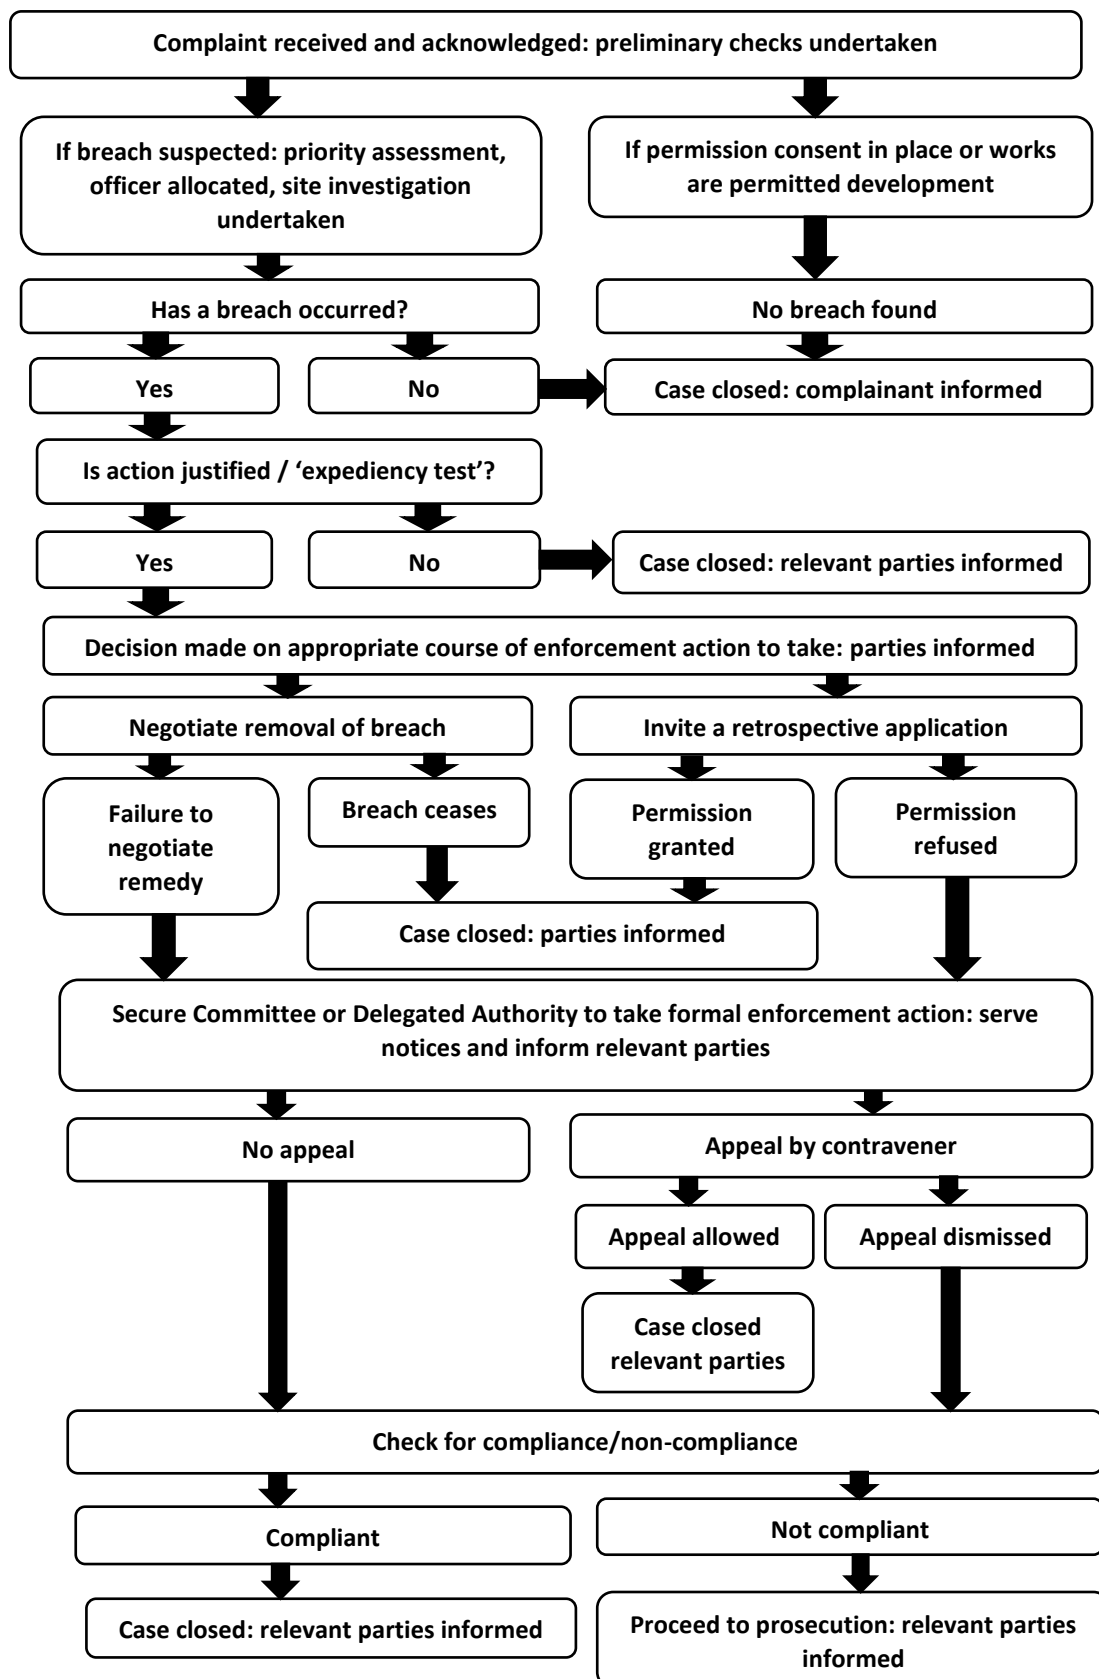 Complaint received and acknowledged: preliminary checks undertaken
If breach suspected: priority assessment,
officer allocated, site investigation
undertaken
If permission consent in place or works
are permitted development
Has a breach occurred?
No breach found
Yes
No
Case closed: complainant informed
Is action justified / ‘expediency test’?
Yes
No
Case closed: relevant parties informed
Decision made on appropriate course of enforcement action to take: parties informed
Negotiate removal of breach
Invite a retrospective application
Failure to
negotiate
remedy
Breach ceases
Permission
granted
Permission
refused
Case closed: parties informed
Secure Committee or Delegated Authority to take formal enforcement action: serve
notices and inform relevant parties
No appeal
Appeal by contravener
Appeal allowed
Appeal dismissed
Case closed
relevant parties
Check for compliance/non-compliance
Compliant
Not compliant
Case closed: relevant parties informed
Proceed to prosecution: relevant parties
informed